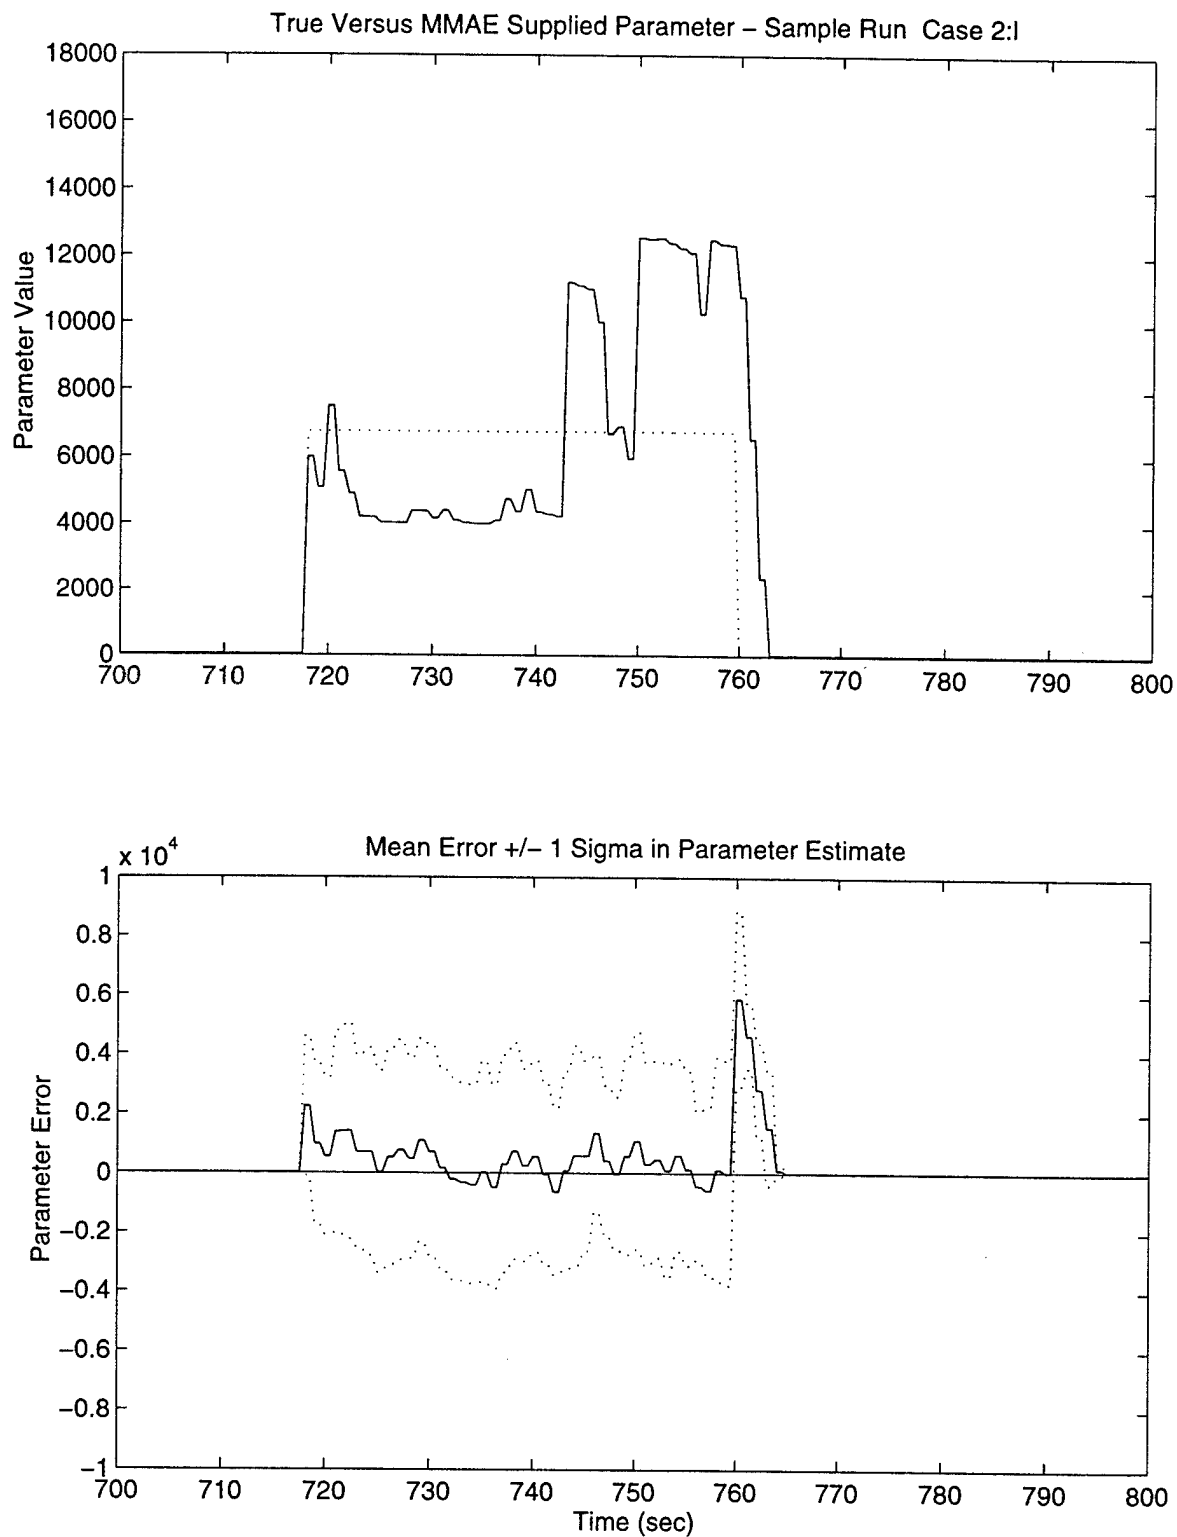 True Versus MMAE Supplied Parameter – Sample Run Case 2:I
18000
16000
14000
12000
10000
8000
6000
4000
2000
0
Parameter Value
700 710 720 730 740 750 760 770 780 790 800
Mean Error +/– 1 Sigma in Parameter Estimate
x 10^4
1
0.8
0.6
0.4
0.2
0
−0.2
−0.4
−0.6
−0.8
−1
Parameter Error
700 710 720 730 740 750 760 770 780 790 800
Time (sec)